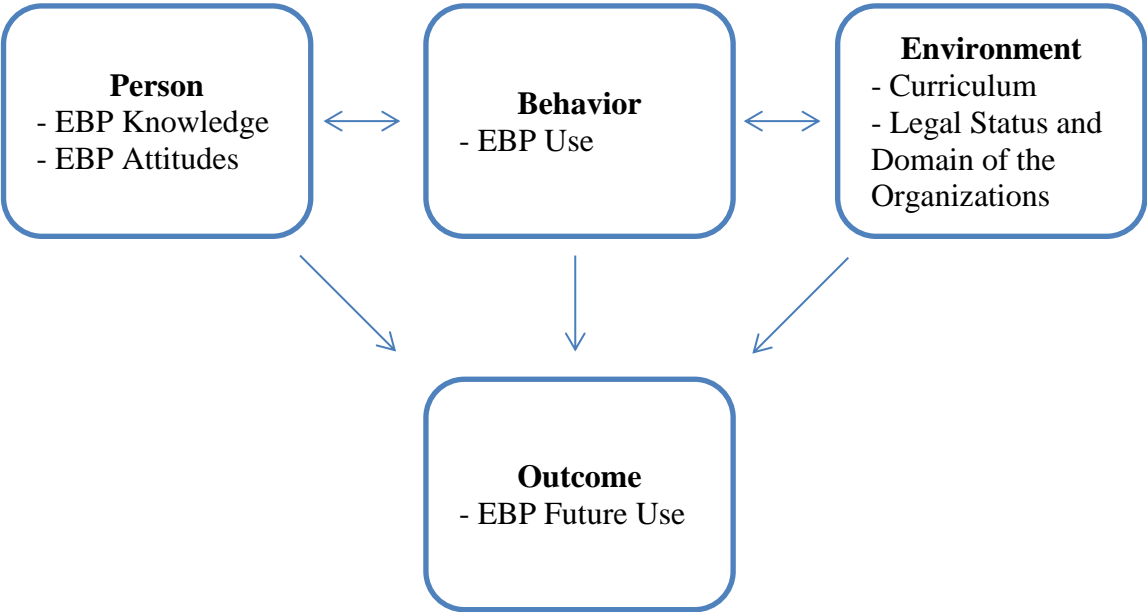 Person
- EBP Knowledge
- EBP Attitudes
Behavior
- EBP Use
Environment
- Curriculum
- Legal Status and
Domain of the
Organizations
Outcome
- EBP Future Use